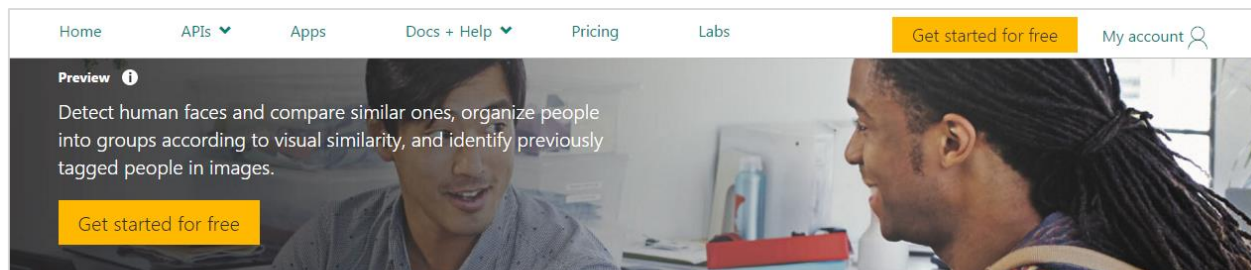 Home APIs Apps Docs + Help Pricing Labs Get started for free My account
Preview
Detect human faces and compare similar ones, organize people
into groups according to visual similarity, and identify previously
tagged people in images.
Get started for free